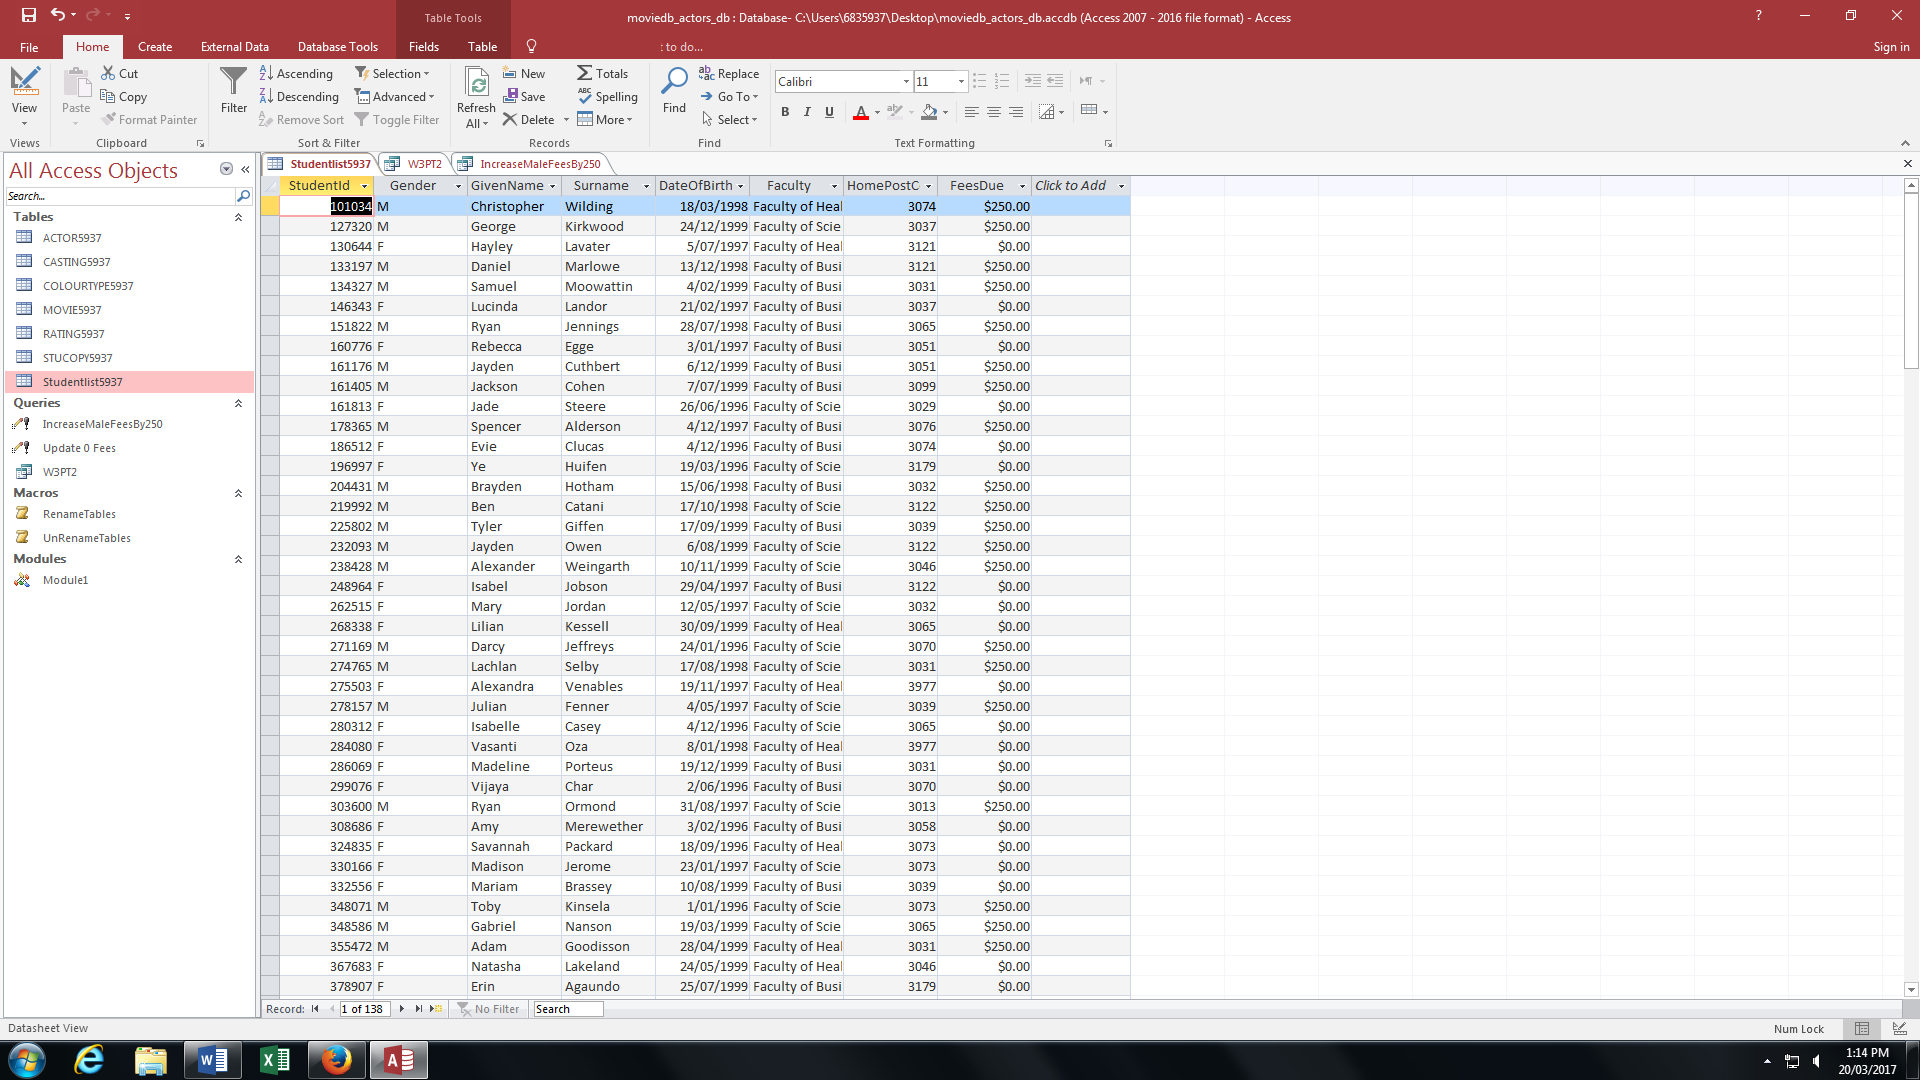 Table Tools
moviedb_actors_db : Database- C:\Users\6835937\Desktop\moviedb_actors_db.accdb (Access 2007 - 2016 file format) - Access
File Home Create External Data Database Tools Fields Table : to do... Sign in
View Paste Cut Copy Format Painter Filter Ascending Descending Remove Sort Selection Advanced Toggle Filter Refresh All New Save Delete Totals Spelling More Find Replace Go To Select Calibri 11 B I U
Views Clipboard Sort & Filter Records Find Text Formatting
All Access Objects
Search...
Tables
ACTOR5937
CASTING5937
COLOURTYPE5937
MOVIE5937
RATING5937
STUCOPY5937
Studentlist5937
Queries
IncreaseMaleFeesBy250
Update 0 Fees
W3PT2
Macros
RenameTables
UnRenameTables
Modules
Module1
Studentlist5937 W3PT2 IncreaseMaleFeesBy250
StudentId Gender GivenName Surname DateOfBirth Faculty HomePostC FeesDue Click to Add
101034 M Christopher Wilding 18/03/1998 Faculty of Heal 3074 $250.00
127320 M George Kirkwood 24/12/1999 Faculty of Scie 3037 $250.00
130644 F Hayley Lavater 5/07/1997 Faculty of Heal 3121 $0.00
133197 M Daniel Marlowe 13/12/1998 Faculty of Busi 3121 $250.00
134327 M Samuel Moowattin 4/02/1999 Faculty of Busi 3031 $250.00
146343 F Lucinda Landor 21/02/1997 Faculty of Busi 3037 $0.00
151822 M Ryan Jennings 28/07/1998 Faculty of Busi 3065 $250.00
160776 F Rebecca Egge 3/01/1997 Faculty of Busi 3051 $0.00
161176 M Jayden Cuthbert 6/12/1999 Faculty of Busi 3051 $250.00
161405 M Jackson Cohen 7/07/1999 Faculty of Busi 3099 $250.00
161813 F Jade Steere 26/06/1996 Faculty of Scie 3029 $0.00
178365 M Spencer Alderson 4/12/1997 Faculty of Busi 3076 $250.00
186512 F Evie Clucas 4/12/1996 Faculty of Busi 3074 $0.00
196997 F Ye Huifen 19/03/1996 Faculty of Scie 3179 $0.00
204431 M Brayden Hotham 15/06/1998 Faculty of Busi 3032 $250.00
219992 M Ben Catani 17/10/1998 Faculty of Scie 3122 $250.00
225802 M Tyler Giffen 17/09/1999 Faculty of Busi 3039 $250.00
232093 M Jayden Owen 6/08/1999 Faculty of Scie 3122 $250.00
238428 M Alexander Weingarth 10/11/1999 Faculty of Scie 3046 $250.00
248964 F Isabel Jobson 29/04/1997 Faculty of Busi 3122 $0.00
262515 F Mary Jordan 12/05/1997 Faculty of Scie 3032 $0.00
268338 F Lilian Kessell 30/09/1999 Faculty of Heal 3065 $0.00
271169 M Darcy Jeffreys 24/01/1996 Faculty of Scie 3070 $250.00
274765 M Lachlan Selby 17/08/1998 Faculty of Scie 3031 $250.00
275503 F Alexandra Venables 19/11/1997 Faculty of Heal 3977 $0.00
278157 M Julian Fenner 4/05/1997 Faculty of Scie 3039 $250.00
280312 F Isabelle Casey 4/12/1996 Faculty of Scie 3065 $0.00
284080 F Vasanti Oza 8/01/1998 Faculty of Heal 3977 $0.00
286069 F Madeline Porteus 19/12/1999 Faculty of Busi 3031 $0.00
299076 F Vijaya Char 2/06/1996 Faculty of Busi 3070 $0.00
303600 M Ryan Ormond 31/08/1997 Faculty of Scie 3013 $250.00
308686 F Amy Merewether 3/02/1996 Faculty of Busi 3058 $0.00
324835 F Savannah Packard 18/09/1996 Faculty of Heal 3073 $0.00
330166 F Madison Jerome 23/01/1997 Faculty of Scie 3073 $0.00
332556 F Mariam Brassey 10/08/1999 Faculty of Busi 3039 $0.00
348071 M Toby Kinsela 1/01/1996 Faculty of Scie 3073 $250.00
348586 M Gabriel Nanson 19/03/1999 Faculty of Scie 3065 $250.00
355472 M Adam Goodisson 28/04/1999 Faculty of Heal 3031 $250.00
367683 F Natasha Lakeland 24/05/1999 Faculty of Heal 3046 $0.00
378907 F Erin Agaundo 25/07/1999 Faculty of Busi 3179 $0.00
Record: 1 of 138 No Filter Search
Datasheet View Num Lock
1:14 PM
20/03/2017